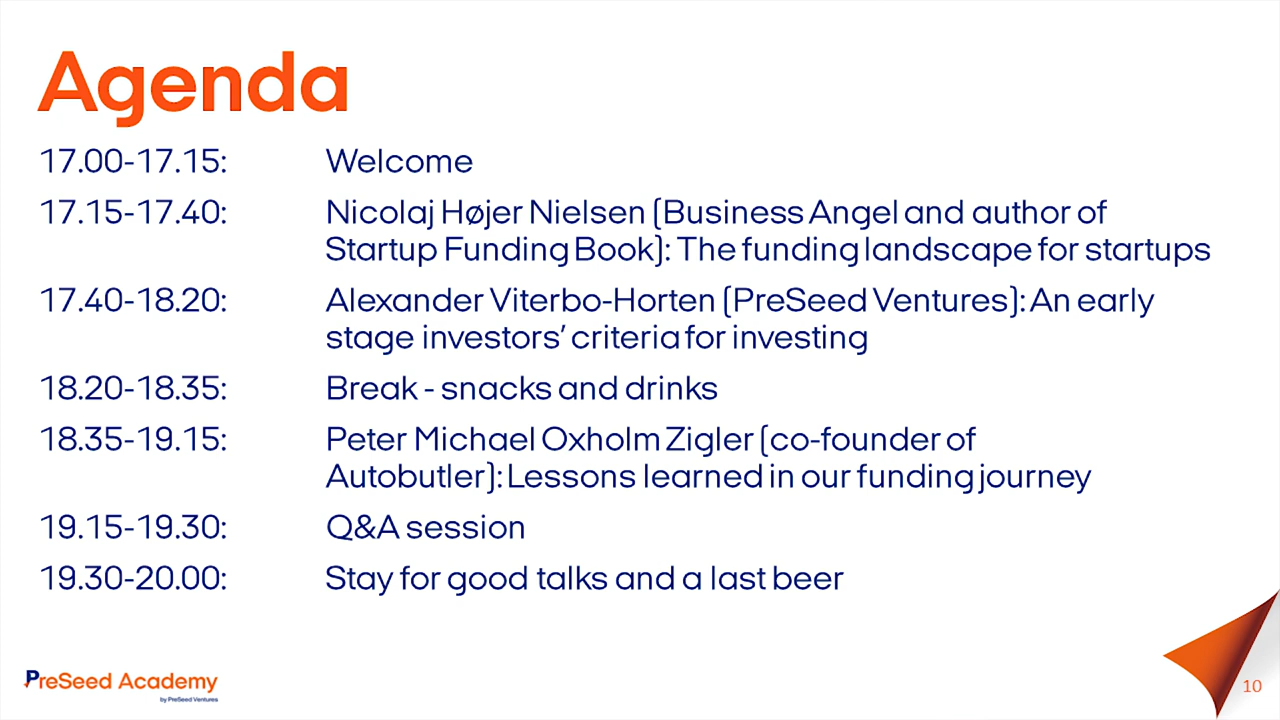 Agenda
17.00-17.15: Welcome
17.15-17.40: Nicolaj Højer Nielsen (Business Angel and author of
Startup Funding Book): The funding landscape for startups
17.40-18.20: Alexander Viterbo-Horten (PreSeed Ventures): An early
stage investors’ criteria for investing
18.20-18.35: Break - snacks and drinks
18.35-19.15: Peter Michael Oxholm Zigler (co-founder of
Autobutler): Lessons learned in our funding journey
19.15-19.30: Q&A session
19.30-20.00: Stay for good talks and a last beer
PreSeed Academy
by PreSeed Ventures
10